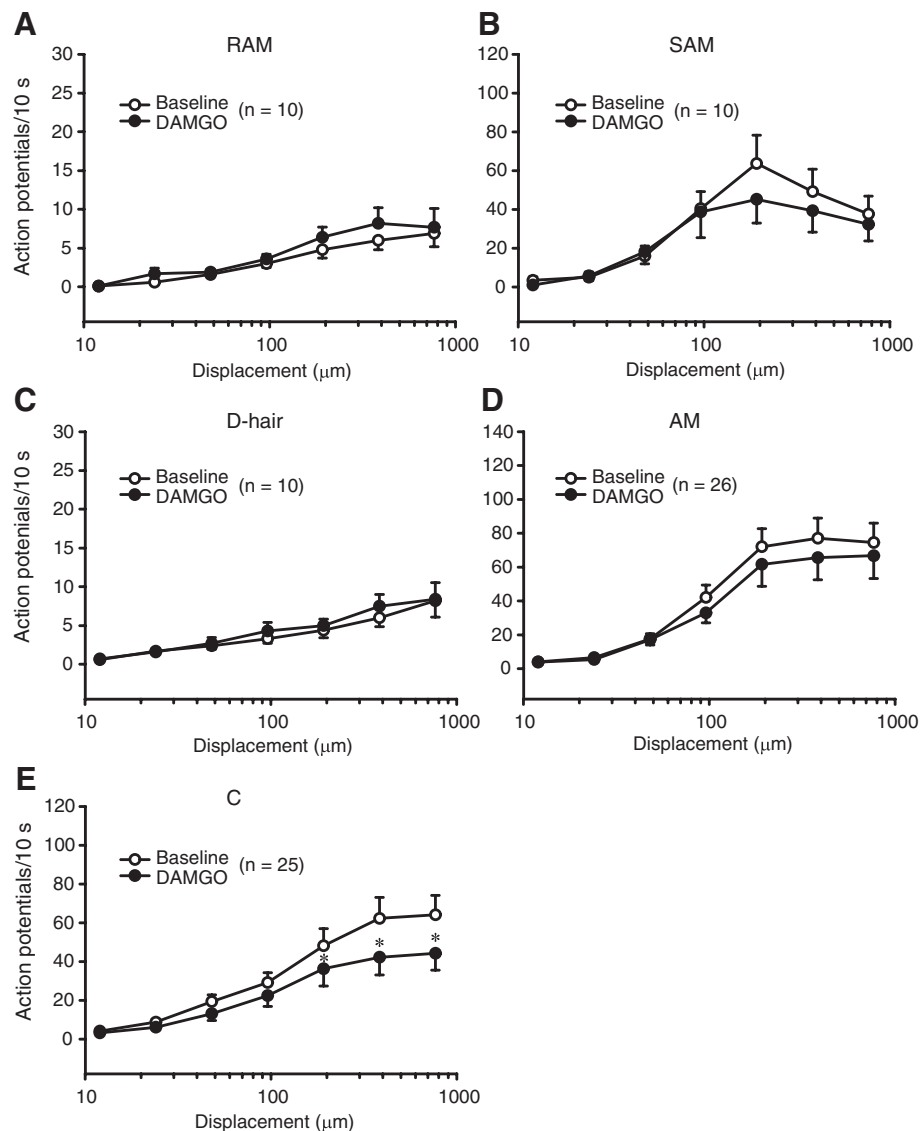 A
RAM
30
25
20
15
10
5
0
Action potentials/10 s
Baseline
DAMGO
(n = 10)
10
100
1000
Displacement (μm)
B
SAM
120
100
80
60
40
20
0
Baseline
DAMGO
(n = 10)
10
100
1000
Displacement (μm)
C
D-hair
30
25
20
15
10
5
0
Action potenials/10 s
Baseline
DAMGO
(n = 10)
10
100
1000
Displacement (μm)
D
AM
140
120
100
80
60
40
20
0
Baseline
DAMGO
(n = 26)
10
100
1000
Displacement (μm)
E
C
120
100
80
60
40
20
0
Action potentials/10 s
Baseline
DAMGO
(n = 25)
*
*
*
10
100
1000
Displacement (μm)